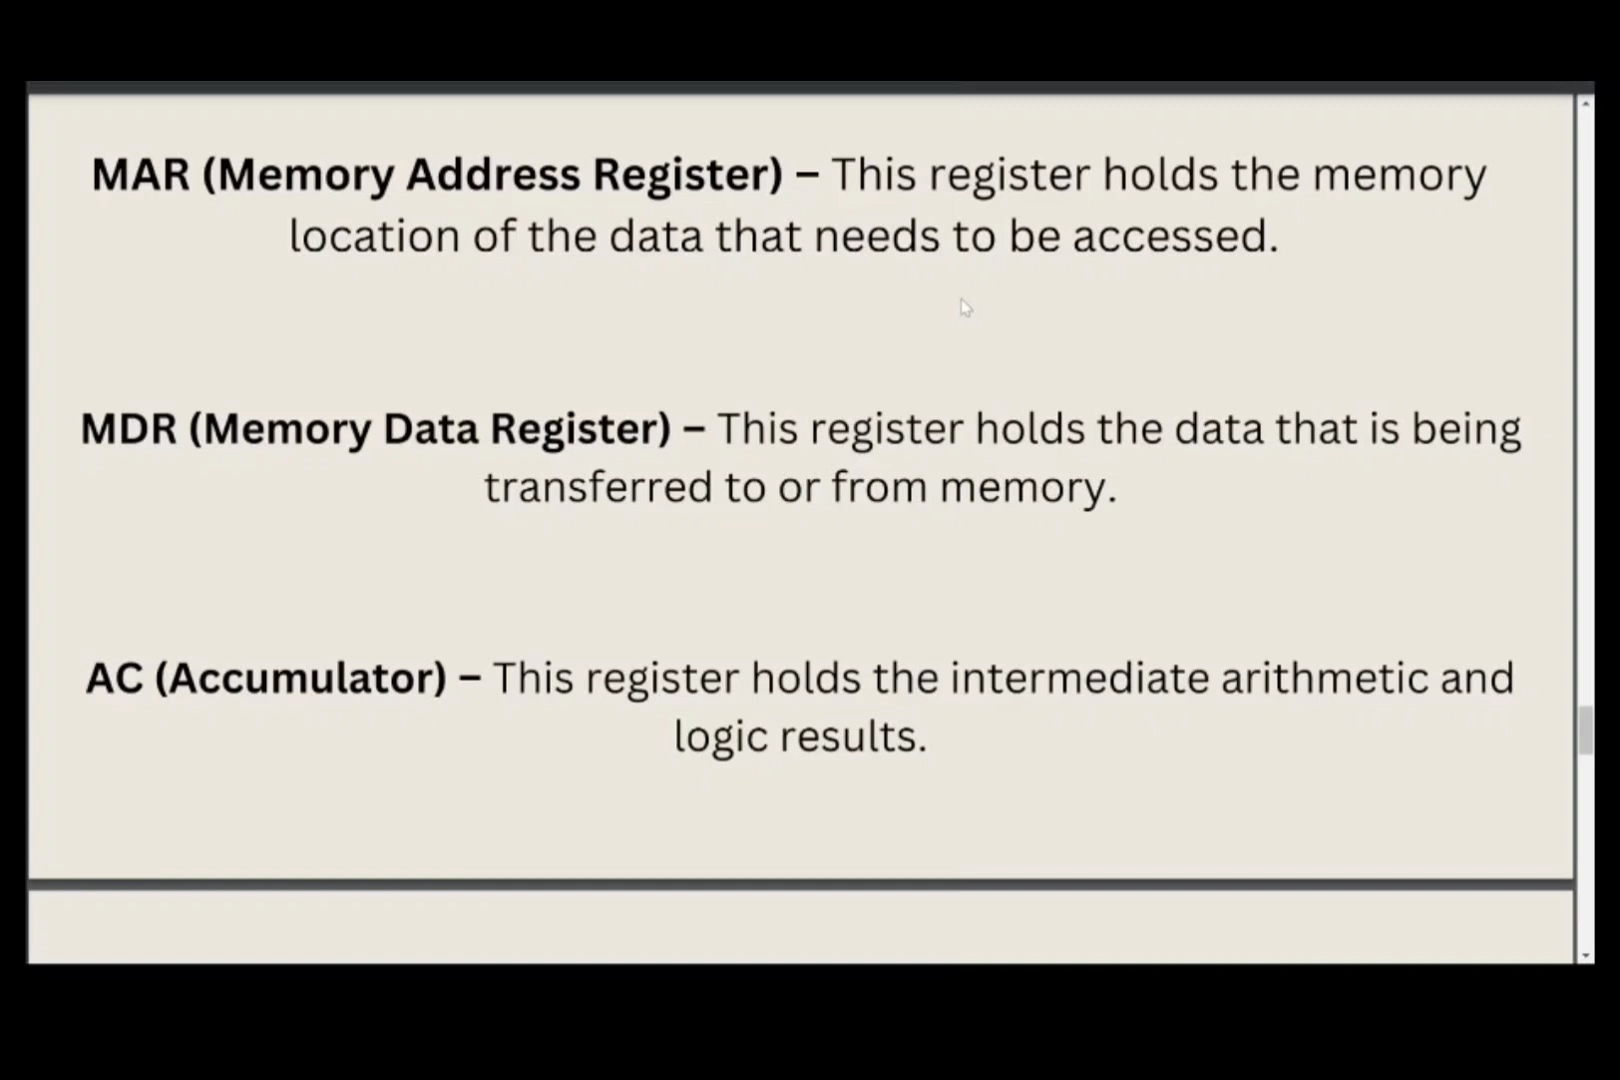 MAR (Memory Address Register) – This register holds the memory
location of the data that needs to be accessed.
MDR (Memory Data Register) – This register holds the data that is being
transferred to or from memory.
AC (Accumulator) – This register holds the intermediate arithmetic and
logic results.